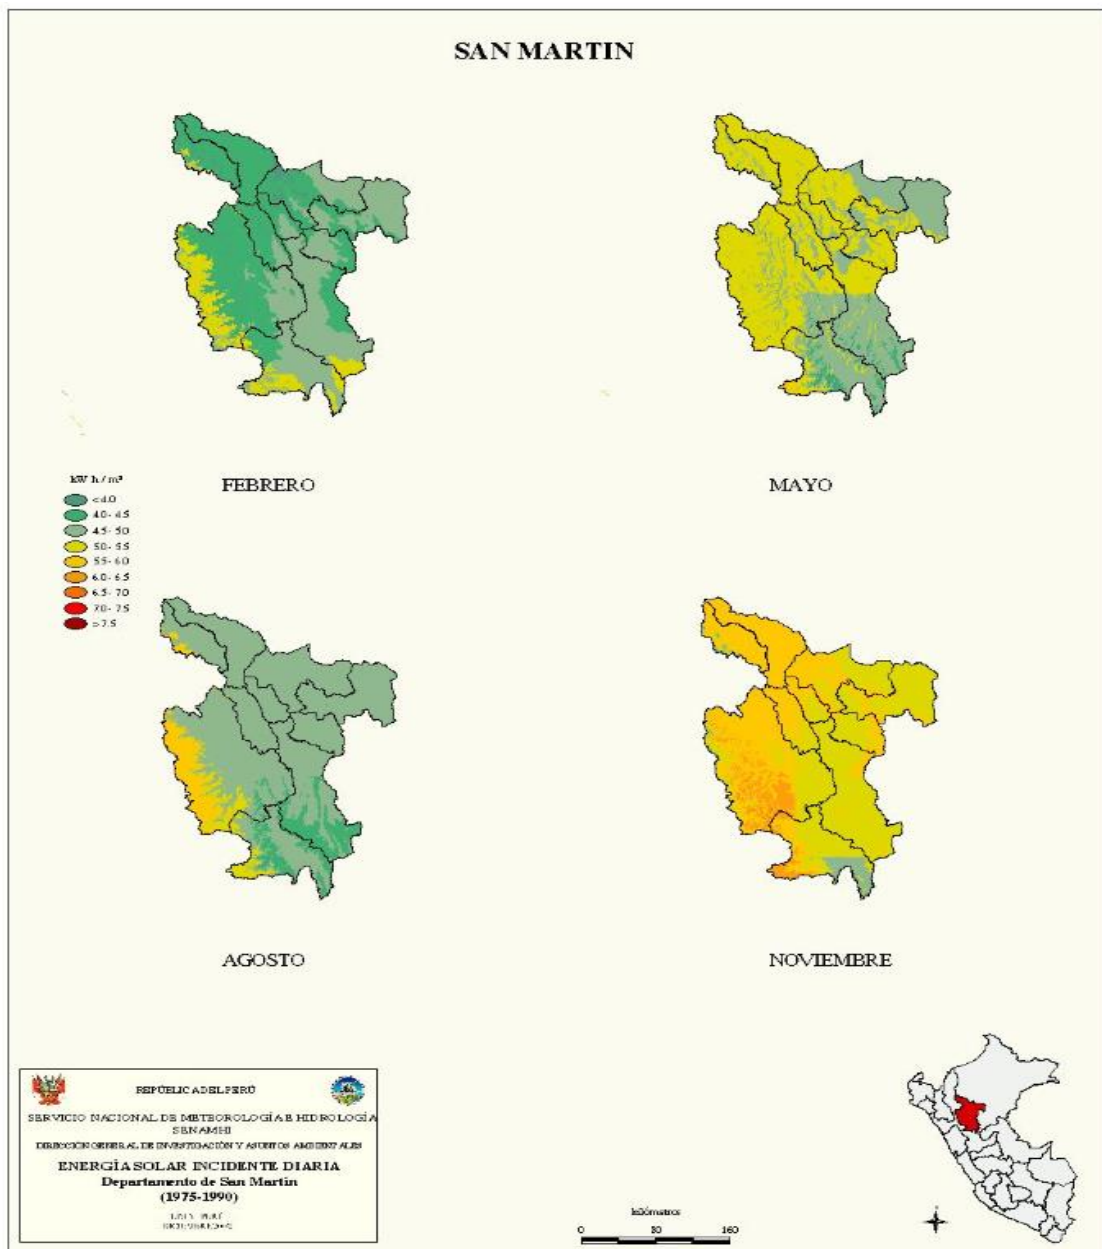 SAN MARTIN
FEBRERO
MAYO
kW h / m²
< 4.0
4.0 - 4.5
4.5 - 5.0
5.0 - 5.5
5.5 - 6.0
6.0 - 6.5
6.5 - 7.0
7.0 - 7.5
> 7.5
AGOSTO
NOVIEMBRE
REPÚBLICA DEL PERÚ
SERVICIO NACIONAL DE METEOROLOGÍA E HIDROLOGÍA
SENAMHI
DIRECCIÓN GENERAL DE INVESTIGACIÓN Y ASUNTOS AMBIENTALES
ENERGÍA SOLAR INCIDENTE DIARIA
Departamento de San Martín
(1975-1990)
kilómetros
0 80 160